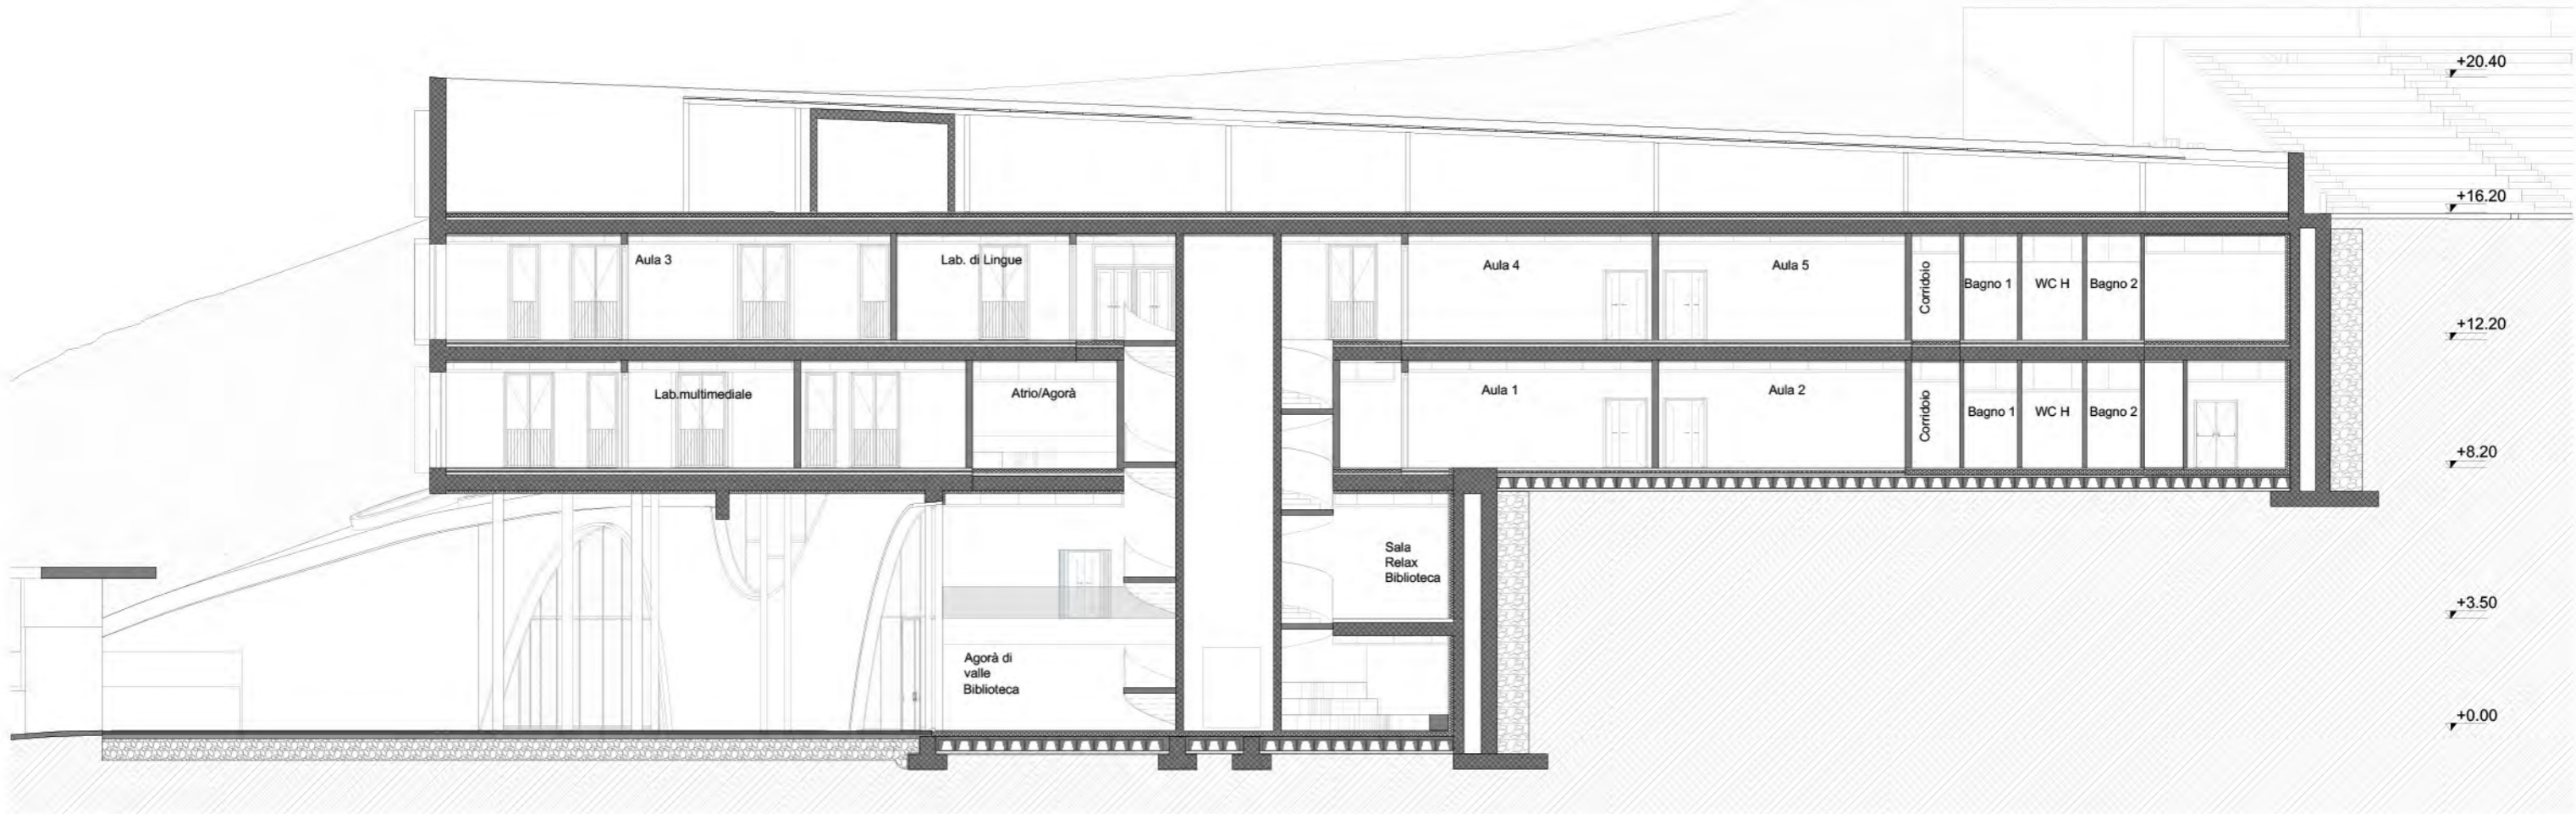 +20.40
+16.20
Aula 3
Lab. di Lingue
Aula 4
Aula 5
Corridoio
Bagno 1
WC H
Bagno 2
+12.20
Lab.multimediale
Atrio/Agorà
Aula 1
Aula 2
Corridoio
Bagno 1
WC H
Bagno 2
+8.20
Sala
Relax
Biblioteca
+3.50
Agorà di
valle
Biblioteca
+0.00